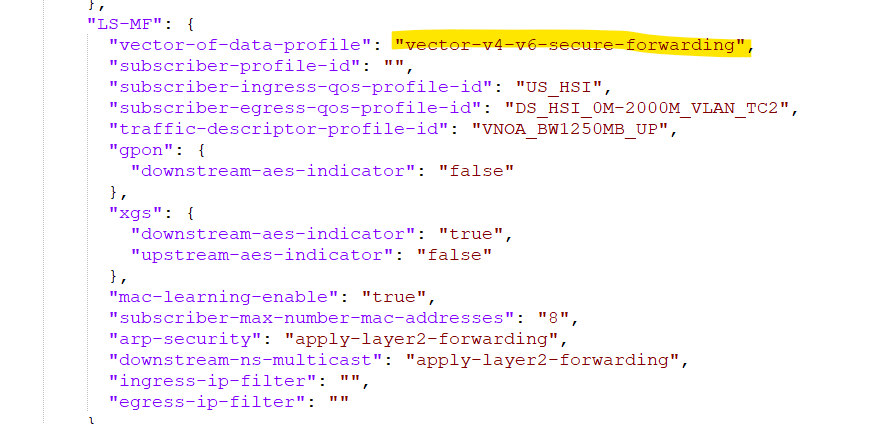 },
"LS-MF": {
"vector-of-data-profile": "vector-v4-v6-secure-forwarding",
"subscriber-profile-id": "",
"subscriber-ingress-qos-profile-id": "US_HSI",
"subscriber-egress-qos-profile-id": "DS_HSI_0M-2000M_VLAN_TC2",
"traffic-descriptor-profile-id": "VNOA_BW1250MB_UP",
"gpon": {
"downstream-aes-indicator": "false"
},
"xgs": {
"downstream-aes-indicator": "true",
"upstream-aes-indicator": "false"
},
"mac-learning-enable": "true",
"subscriber-max-number-mac-addresses": "8",
"arp-security": "apply-layer2-forwarding",
"downstream-ns-multicast": "apply-layer2-forwarding",
"ingress-ip-filter": "",
"egress-ip-filter": ""
}